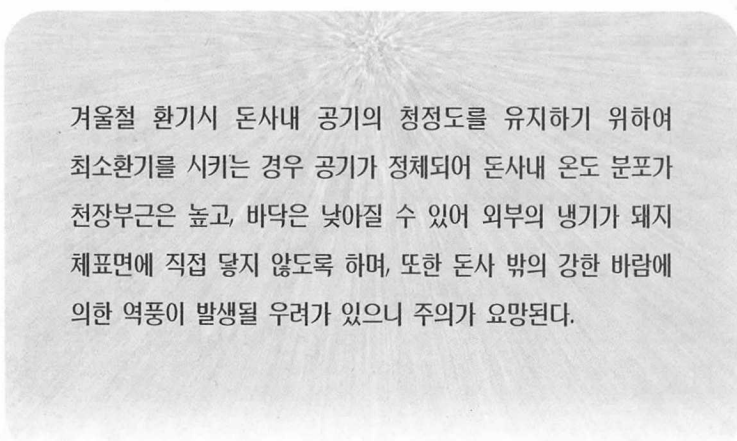 겨울철 환기시 돈사내 공기의 청정도를 유지하기 위하여
최소환기를 시키는 경우 공기가 정체되어 돈사내 온도 분포가
천장부근은 높고, 바닥은 낮아질 수 있어 외부의 냉기가 돼지
체표면에 직접 닿지 않도록 하며, 또한 돈사 밖의 강한 바람에
의한 역풍이 발생될 우려가 있으니 주의가 요망된다.